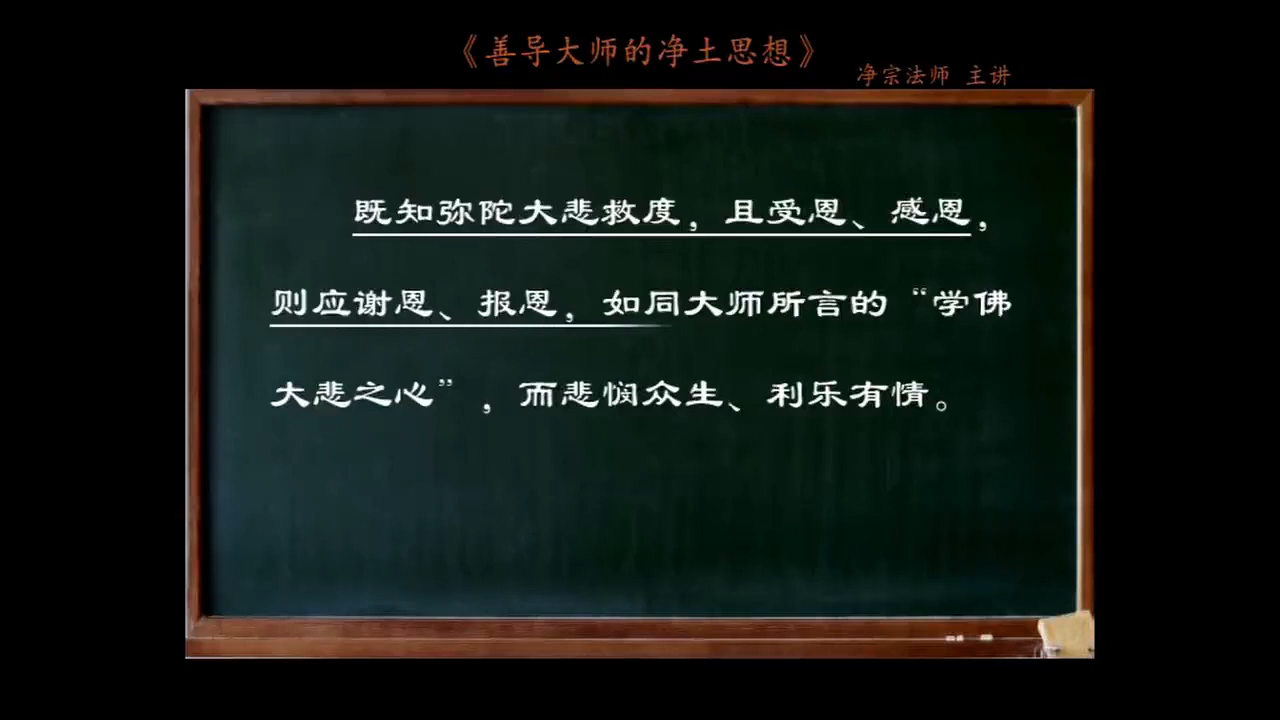 《善导大师的净土思想》
净宗法师 主讲
既知弥陀大悲救度，且受恩、感恩，
则应谢恩、报恩，如同大师所言的“学佛
大悲之心”，而悲悯众生、利乐有情。